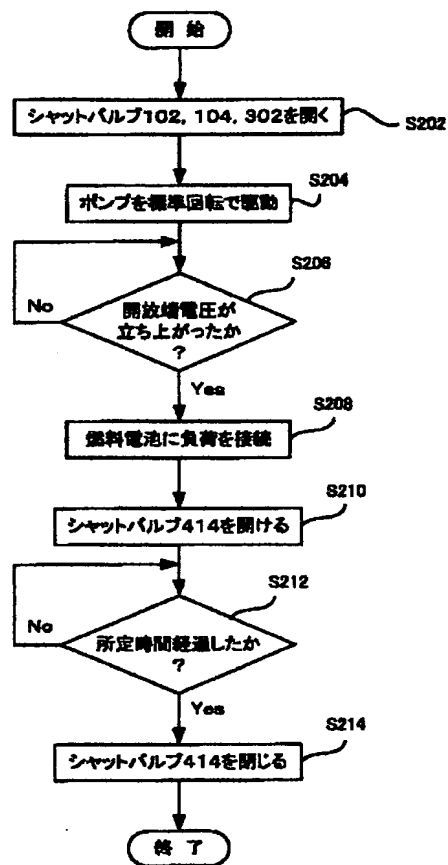 開始
シャットバルブ102, 104, 302を開く
S202
S204
ポンプを標準回転で駆動
S206
No
開放端電圧が
立ち上がったか
?
Yes
S208
燃料電池に負荷を接続
S210
シャットバルブ414を開ける
S212
No
所定時間経過したか
?
Yes
S214
シャットバルブ414を閉じる
終了